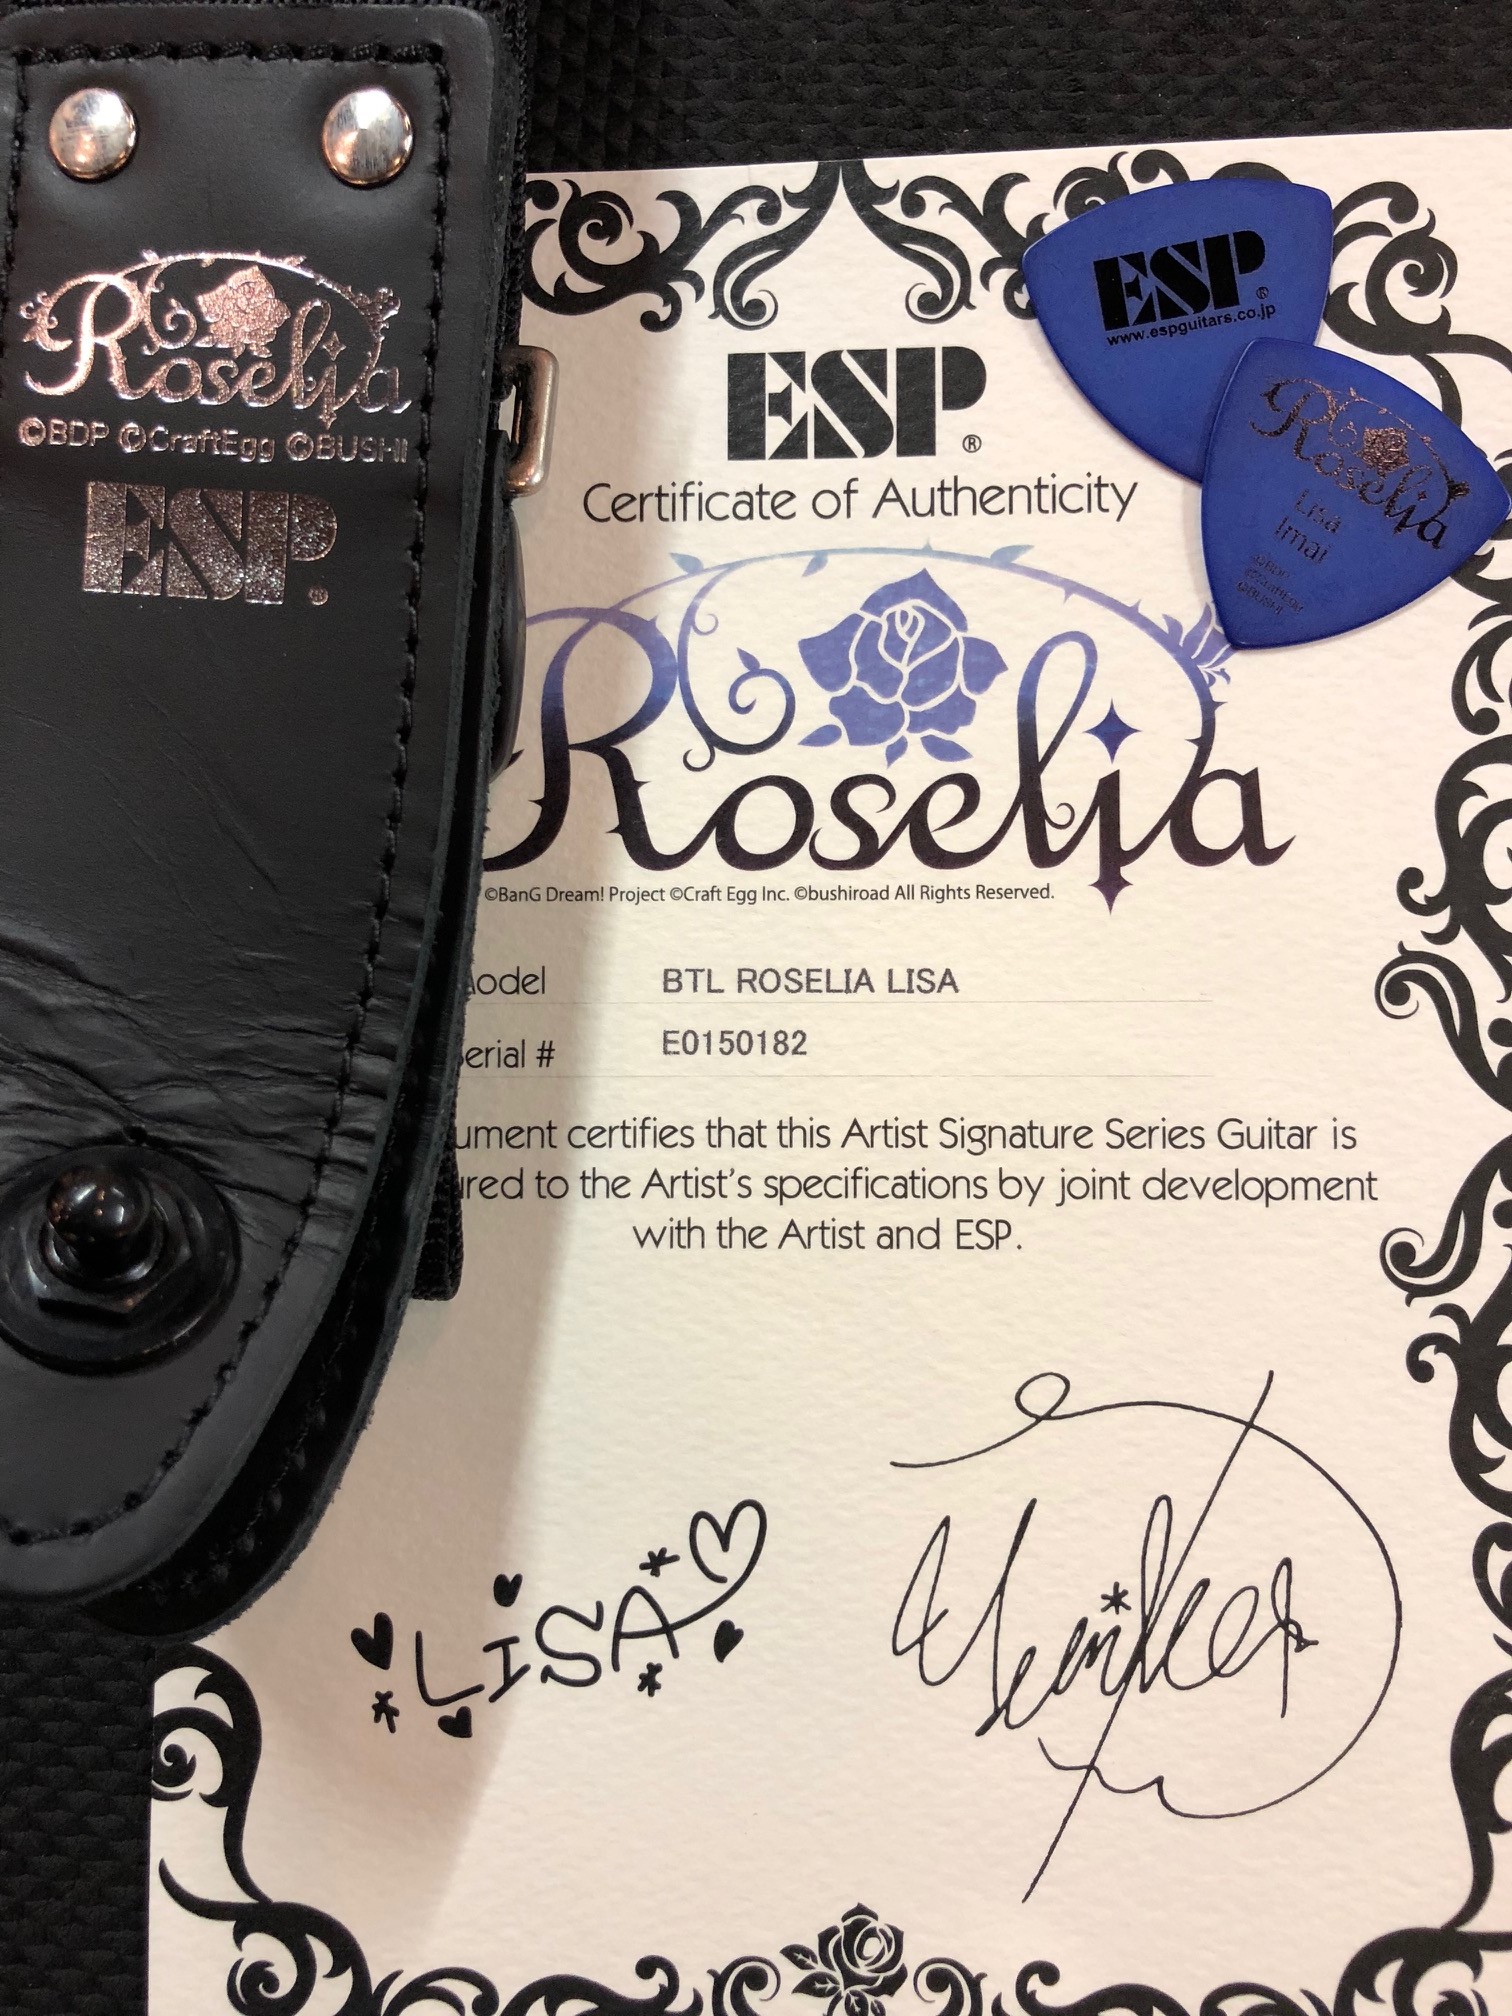 Roselia
©BDP ©CraftEgg ©BUSHI
ESP®
ESP®
www.espguitars.co.jp
Roselia
Lisa
Imai
ESP®
Certificate of Authenticity
Roselia
©BanG Dream! Project ©Craft Egg Inc. ©bushiroad All Rights Reserved.
odel BTL ROSELIA LISA
erial # E0150182
ument certifies that this Artist Signature Series Guitar is
red to the Artist's specifications by joint development
with the Artist and ESP.
LISA